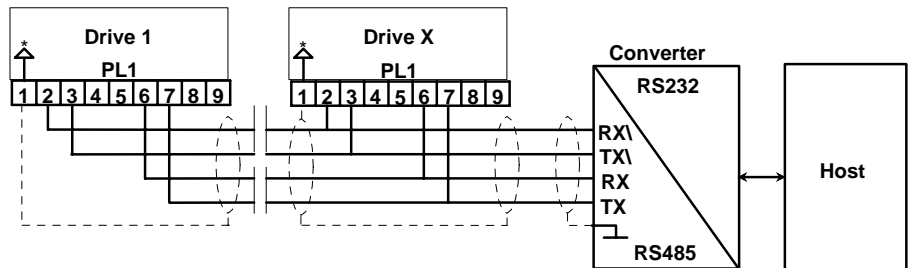 Drive 1
*
PL1
1 2 3 4 5 6 7 8 9
Drive X
*
PL1
1 2 3 4 5 6 7 8 9
Converter
RS232
RX\
TX\
RX
TX
RS485
Host